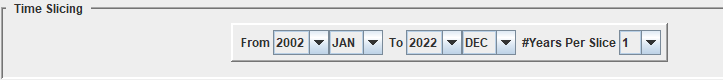 Time Slicing
From 2002 JAN To 2022 DEC #Years Per Slice 1